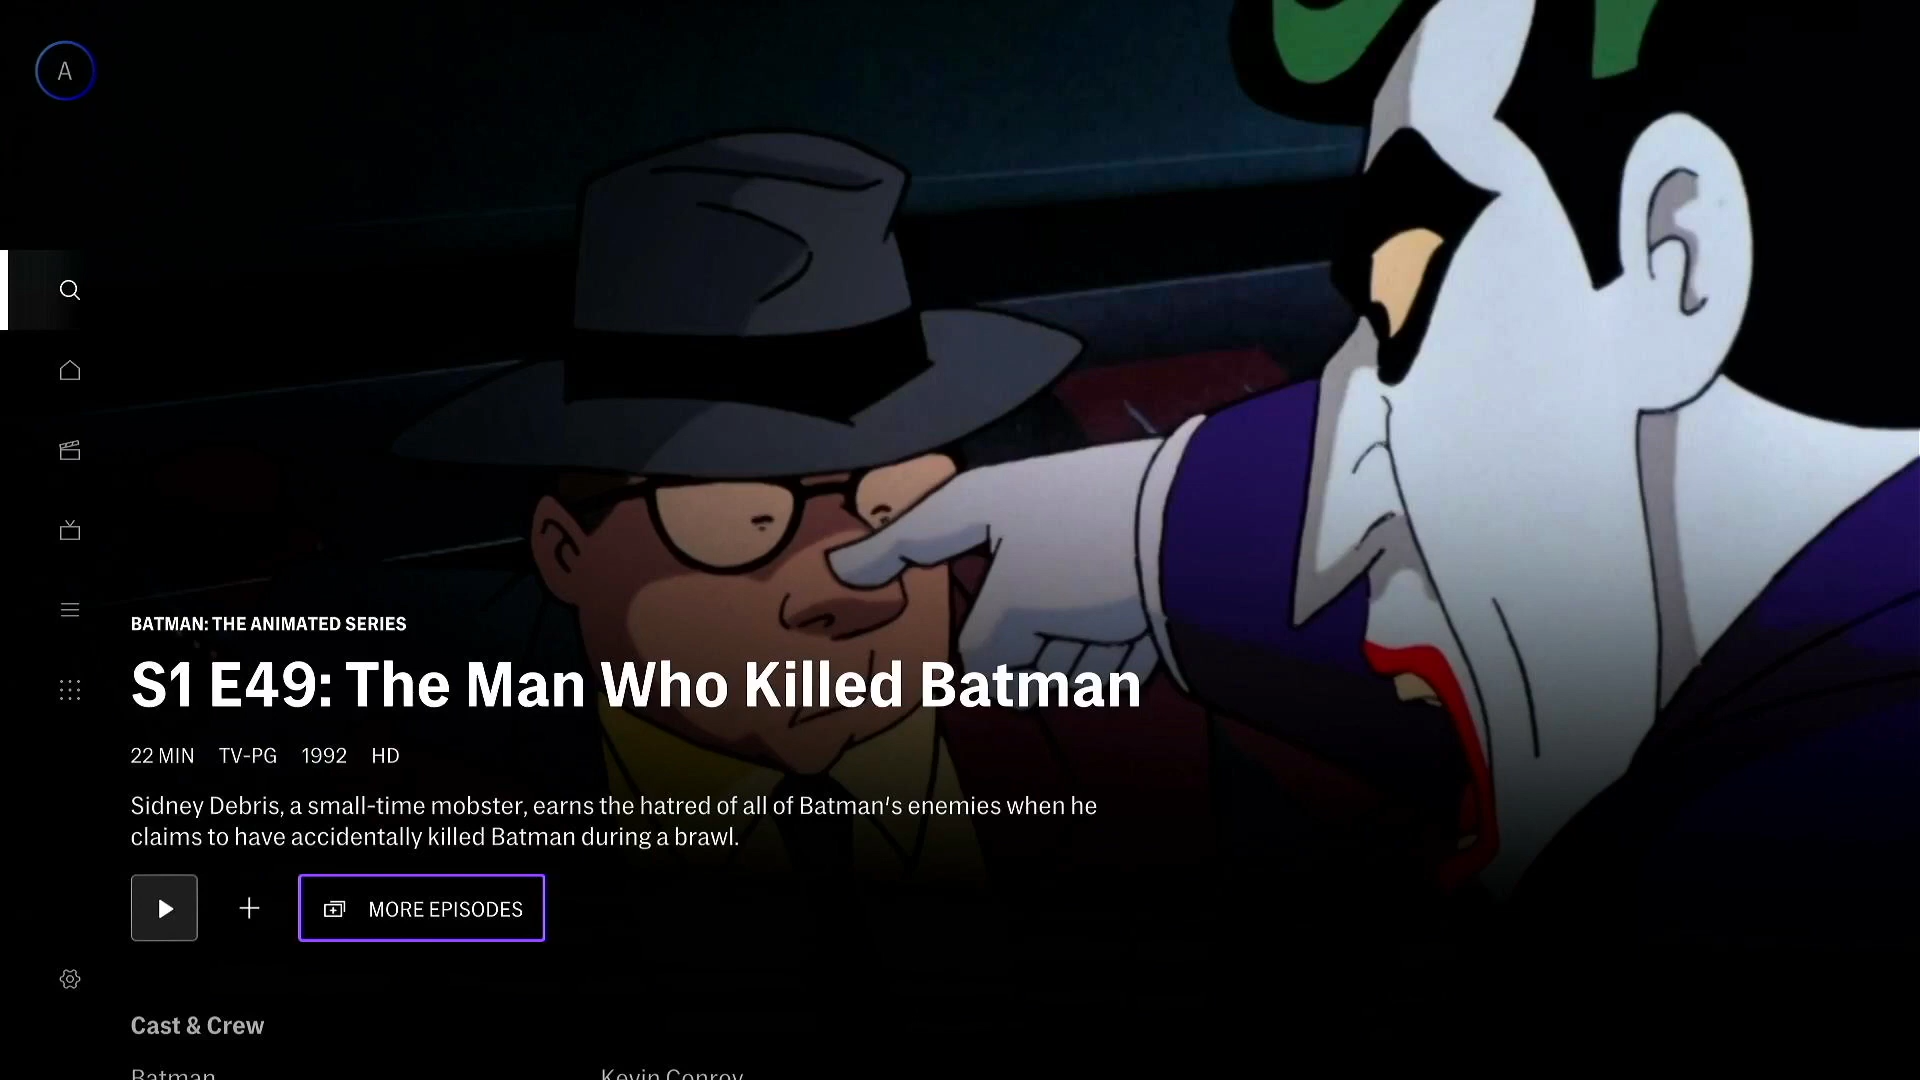 A
BATMAN: THE ANIMATED SERIES
S1 E49: The Man Who Killed Batman
22 MIN TV-PG 1992 HD
Sidney Debris, a small-time mobster, earns the hatred of all of Batman's enemies when he
claims to have accidentally killed Batman during a brawl.
MORE EPISODES
Cast & Crew
Batman Kevin Conroy